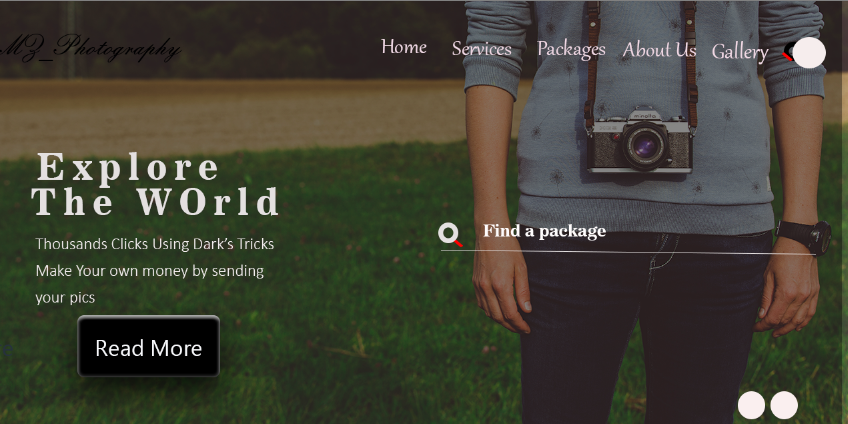 MZ_Photography
Home Services Packages About Us Gallery
Explore
The WOrld
Thousands Clicks Using Dark’s Tricks
Make Your own money by sending
your pics
Read More
Find a package
minolta